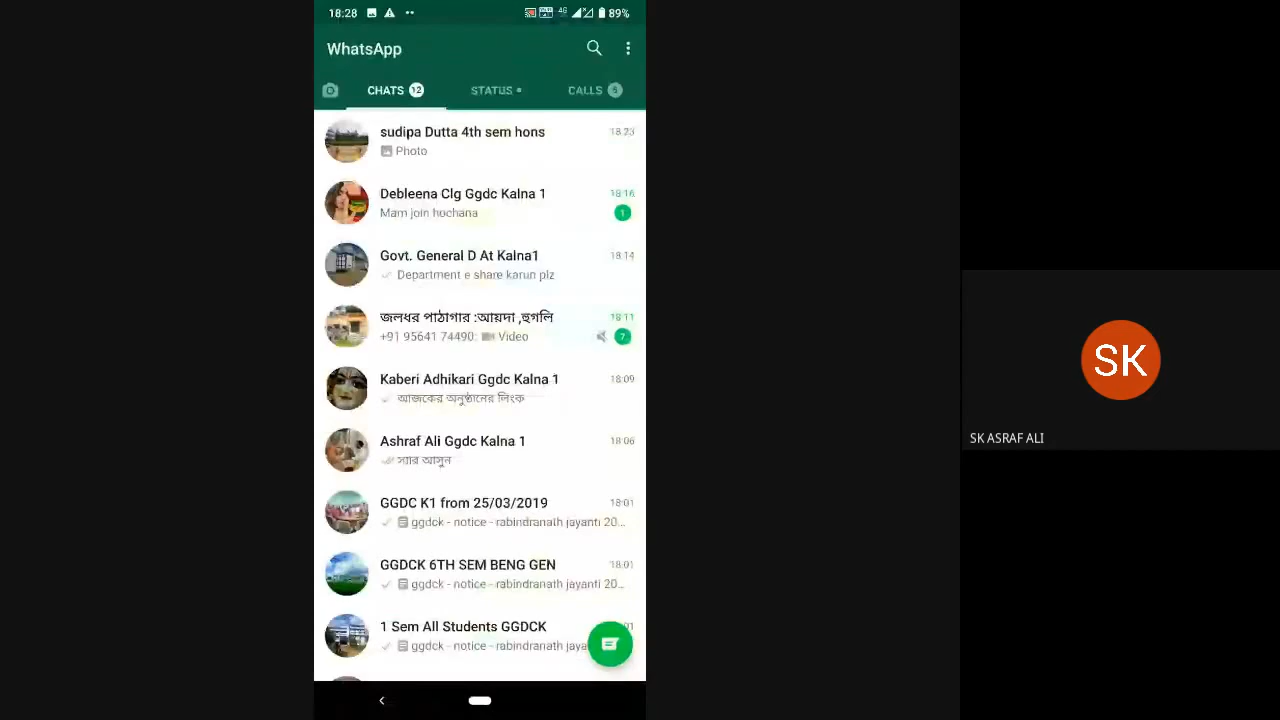 18:28 4G 89%
WhatsApp
CHATS 12 STATUS CALLS
sudipa Dutta 4th sem hons 18:23
Photo
Debleena Clg Ggdc Kalna 1 18:16
Mam join hochana 1
Govt. General D At Kalna1 18:14
Department e share karun plz
জলধর পাঠাগার :আয়দা ,হুগলি 18:11
+91 95641 74490: Video 7
Kaberi Adhikari Ggdc Kalna 1 18:09
আজকের অনুষ্ঠানের লিংক
Ashraf Ali Ggdc Kalna 1 18:06
স্যার আসুন
GGDC K1 from 25/03/2019 18:01
ggdck - notice - rabindranath jayanti 20...
GGDCK 6TH SEM BENG GEN 18:01
ggdck - notice - rabindranath jayanti 20...
1 Sem All Students GGDCK
ggdck - notice - rabindranath jaya
SK
SK ASRAF ALI